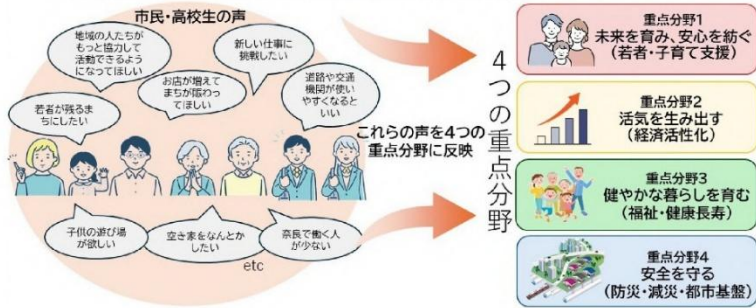 市民・高校生の声
地域の人たちが
もっと協力して
活動できるよう
になってほしい
新しい仕事に
挑戦したい
お店が増えて
まちが賑わって
ほしい
道路や交通
機関が使い
やすくなると
いい
若者が残るま
ちにしたい
子供の遊び場
が欲しい
空き家をなんとか
したい
奈良で働く人
が少ない
etc
これらの声を4つの
重点分野に反映
4つの重点分野
重点分野1
未来を育み、安心を紡ぐ
(若者・子育て支援)
重点分野2
活気を生み出す
(経済活性化)
重点分野3
健やかな暮らしを育む
(福祉・健康長寿)
重点分野4
安全を守る
(防災・減災・都市基盤)